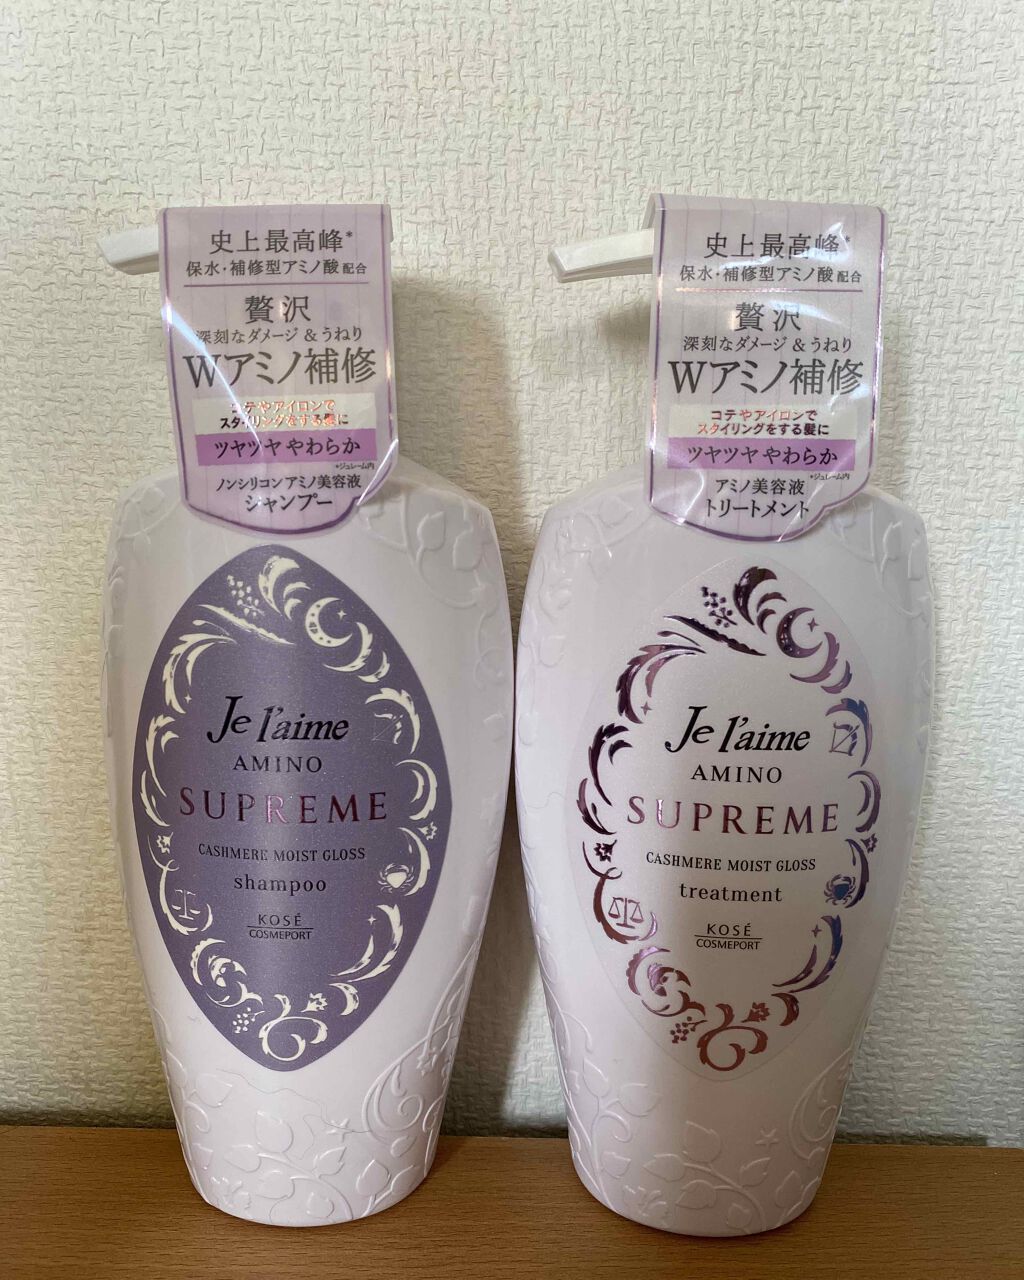 史上最高峰*
保水・補修型アミノ酸配合
贅沢
深刻なダメージ&うねり
Wアミノ補修
コテやアイロンで
スタイリングをする髪に
ツヤツヤ やわらか
*ジュレーム内
ノンシリコン アミノ美容液
シャンプー
Je l'aime
AMINO
SUPREME
CASHMERE MOIST GLOSS
shampoo
KOSÉ
COSMEPORT
史上最高峰*
保水・補修型アミノ酸配合
贅沢
深刻なダメージ&うねり
Wアミノ補修
コテやアイロンで
スタイリングをする髪に
ツヤツヤ やわらか
*ジュレーム内
アミノ美容液
トリートメント
Je l'aime
AMINO
SUPREME
CASHMERE MOIST GLOSS
treatment
KOSÉ
COSMEPORT